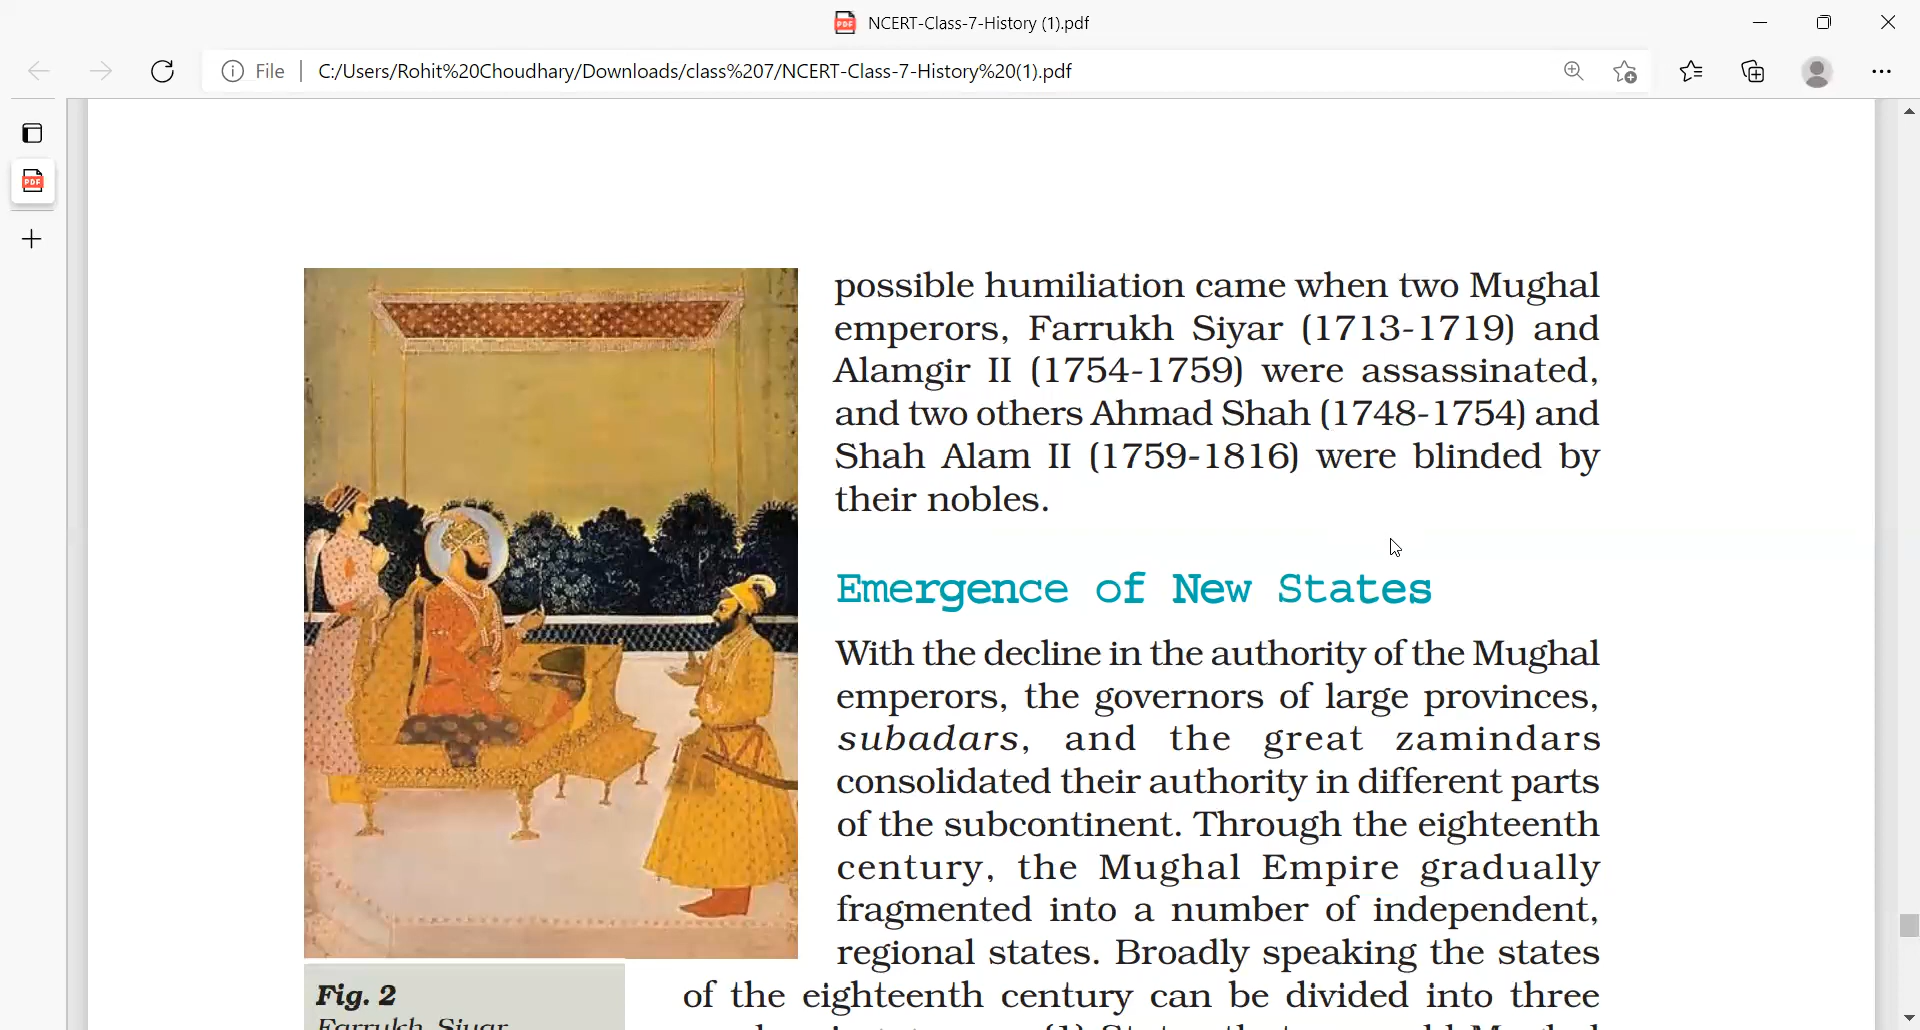 NCERT-Class-7-History (1).pdf
File
C:/Users/Rohit%20Choudhary/Downloads/class%207/NCERT-Class-7-History%20(1).pdf
possible humiliation came when two Mughal
emperors, Farrukh Siyar (1713-1719) and
Alamgir II (1754-1759) were assassinated,
and two others Ahmad Shah (1748-1754) and
Shah Alam II (1759-1816) were blinded by
their nobles.
Emergence of New States
With the decline in the authority of the Mughal
emperors, the governors of large provinces,
subadars, and the great zamindars
consolidated their authority in different parts
of the subcontinent. Through the eighteenth
century, the Mughal Empire gradually
fragmented into a number of independent,
regional states. Broadly speaking the states
of the eighteenth century can be divided into three
Fig. 2
Farrukh Siyar